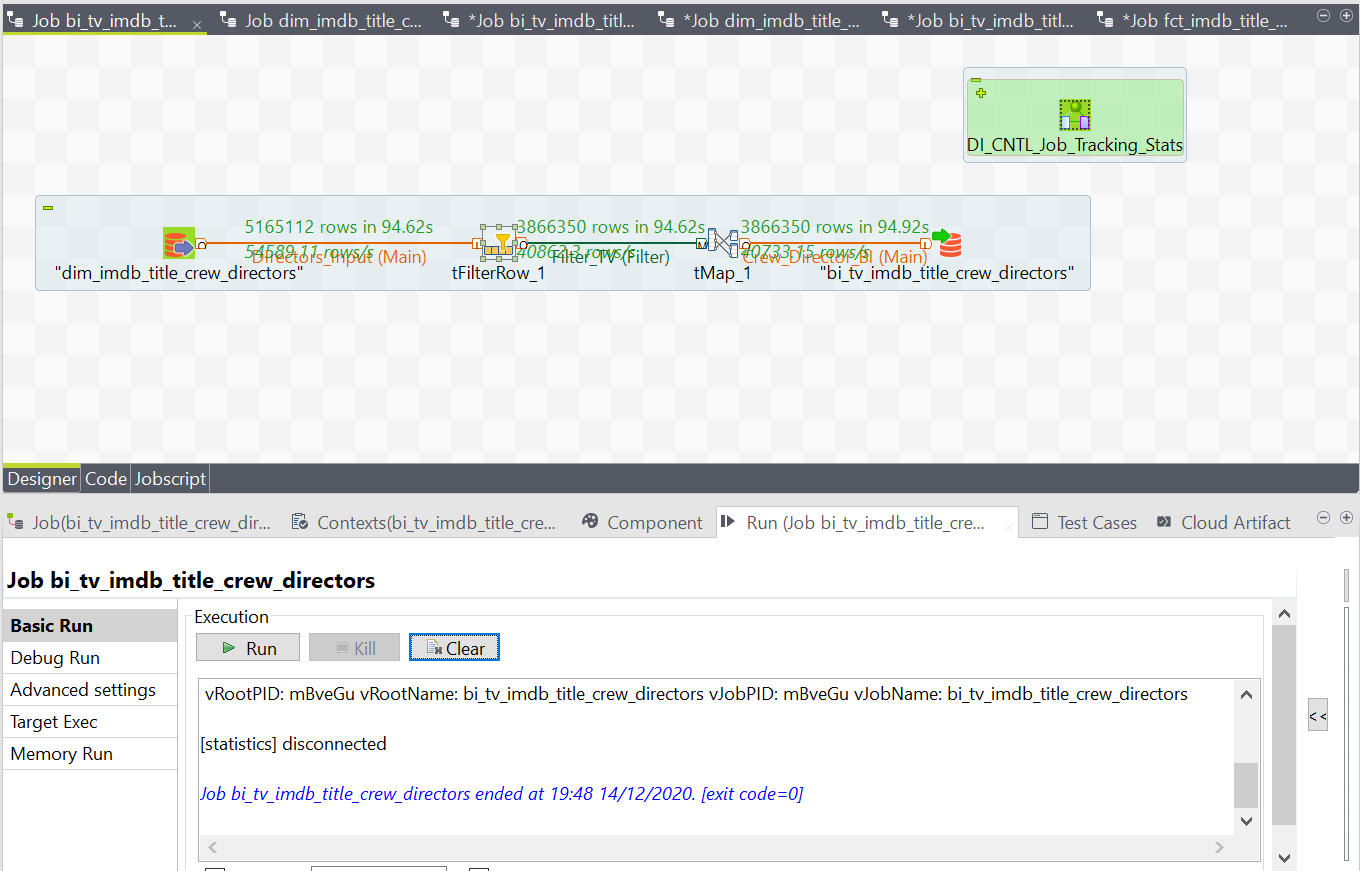 Job bi_tv_imdb_t... Job dim_imdb_title_c... *Job bi_tv_imdb_titl... *Job dim_imdb_title_... *Job bi_tv_imdb_titl... *Job fct_imdb_title_...
DI_CNTL_Job_Tracking_Stats
5165112 rows in 94.62s 3866350 rows in 94.62s 3866350 rows in 94.92s
54589.11 rows/s 40862.3 rows/s 40733.15 rows/s
Directors_Input (Main) Filter_TV (Filter) Crew_Director_BI (Main)
"dim_imdb_title_crew_directors" tFilterRow_1 tMap_1 "bi_tv_imdb_title_crew_directors"
Designer Code Jobscript
Job(bi_tv_imdb_title_crew_dir... Contexts(bi_tv_imdb_title_cre... Component Run (Job bi_tv_imdb_title_cre... Test Cases Cloud Artifact
Job bi_tv_imdb_title_crew_directors
Basic Run
Debug Run
Advanced settings
Target Exec
Memory Run
Execution
Run Kill Clear
vRootPID: mBveGu vRootName: bi_tv_imdb_title_crew_directors vJobPID: mBveGu vJobName: bi_tv_imdb_title_crew_directors
[statistics] disconnected
Job bi_tv_imdb_title_crew_directors ended at 19:48 14/12/2020. [exit code=0]
<<